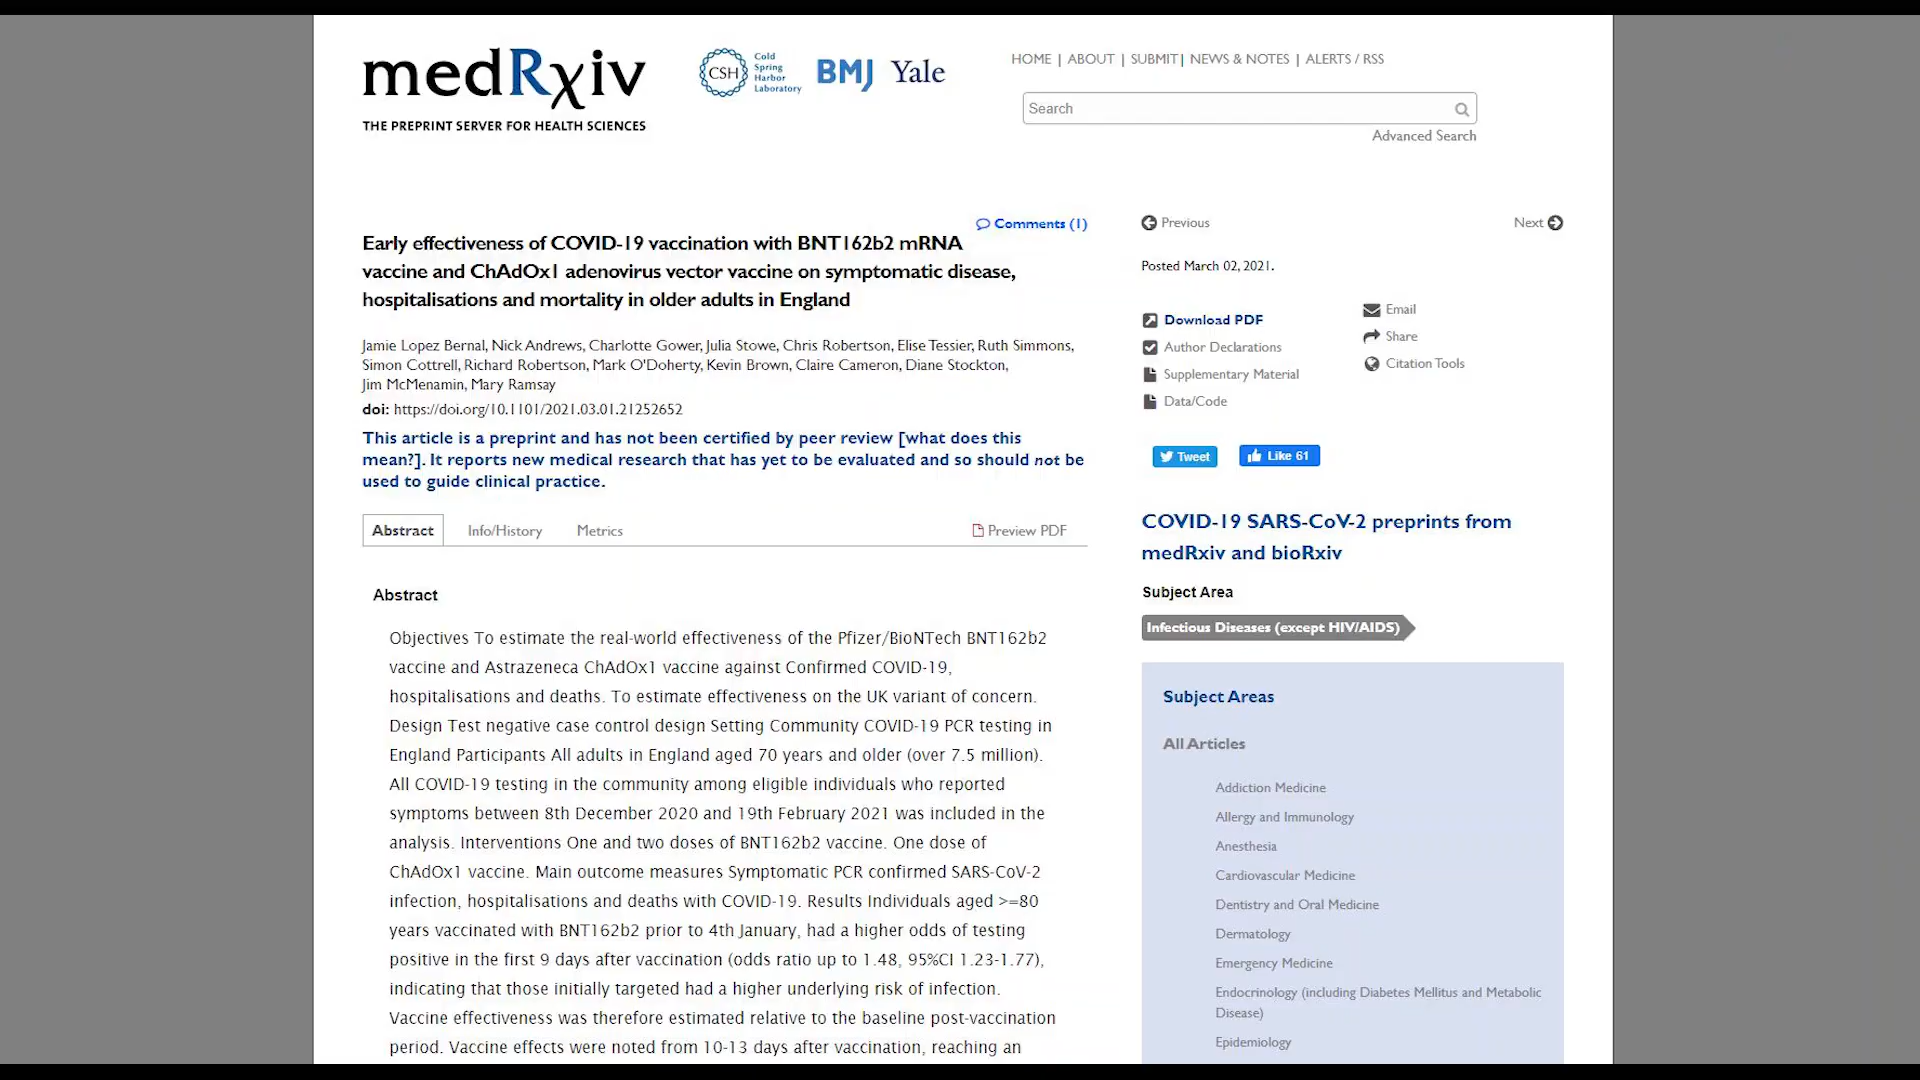 medRxiv
THE PREPRINT SERVER FOR HEALTH SCIENCES
CSH
Cold
Spring
Harbor
Laboratory
BMJ Yale
HOME | ABOUT | SUBMIT| NEWS & NOTES | ALERTS / RSS
Search
Advanced Search
Comments (1)
Early effectiveness of COVID-19 vaccination with BNT162b2 mRNA
vaccine and ChAdOx1 adenovirus vector vaccine on symptomatic disease,
hospitalisations and mortality in older adults in England
Jamie Lopez Bernal, Nick Andrews, Charlotte Gower, Julia Stowe, Chris Robertson, Elise Tessier, Ruth Simmons,
Simon Cottrell, Richard Robertson, Mark O'Doherty, Kevin Brown, Claire Cameron, Diane Stockton,
Jim McMenamin, Mary Ramsay
doi: https://doi.org/10.1101/2021.03.01.21252652
This article is a preprint and has not been certified by peer review [what does this
mean?]. It reports new medical research that has yet to be evaluated and so should not be
used to guide clinical practice.
Abstract Info/History Metrics Preview PDF
Abstract
Objectives To estimate the real-world effectiveness of the Pfizer/BioNTech BNT162b2
vaccine and Astrazeneca ChAdOx1 vaccine against Confirmed COVID-19,
hospitalisations and deaths. To estimate effectiveness on the UK variant of concern.
Design Test negative case control design Setting Community COVID-19 PCR testing in
England Participants All adults in England aged 70 years and older (over 7.5 million).
All COVID-19 testing in the community among eligible individuals who reported
symptoms between 8th December 2020 and 19th February 2021 was included in the
analysis. Interventions One and two doses of BNT162b2 vaccine. One dose of
ChAdOx1 vaccine. Main outcome measures Symptomatic PCR confirmed SARS-CoV-2
infection, hospitalisations and deaths with COVID-19. Results Individuals aged >=80
years vaccinated with BNT162b2 prior to 4th January, had a higher odds of testing
positive in the first 9 days after vaccination (odds ratio up to 1.48, 95%CI 1.23-1.77),
indicating that those initially targeted had a higher underlying risk of infection.
Vaccine effectiveness was therefore estimated relative to the baseline post-vaccination
period. Vaccine effects were noted from 10-13 days after vaccination, reaching an
Previous Next
Posted March 02, 2021.
Download PDF
Author Declarations
Supplementary Material
Data/Code
Email
Share
Citation Tools
Tweet Like 61
COVID-19 SARS-CoV-2 preprints from
medRxiv and bioRxiv
Subject Area
Infectious Diseases (except HIV/AIDS)
Subject Areas
All Articles
Addiction Medicine
Allergy and Immunology
Anesthesia
Cardiovascular Medicine
Dentistry and Oral Medicine
Dermatology
Emergency Medicine
Endocrinology (including Diabetes Mellitus and Metabolic
Disease)
Epidemiology